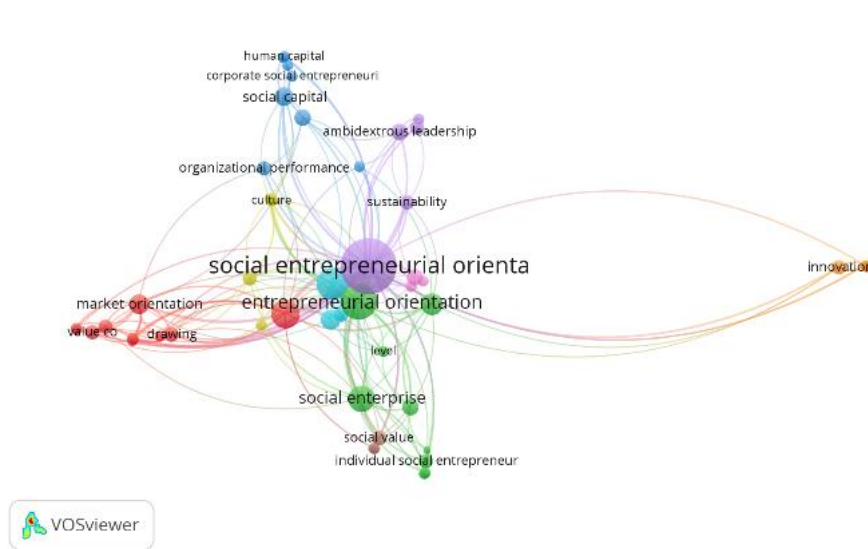 human capital
corporate social entrepreneuri
social capital
ambidextrous leadership
organizational performance
culture
sustainability
social entrepreneurial orienta
innovation
market orientation
entrepreneurial orientation
value co
drawing
level
social enterprise
social value
individual social entrepreneur
VOSviewer